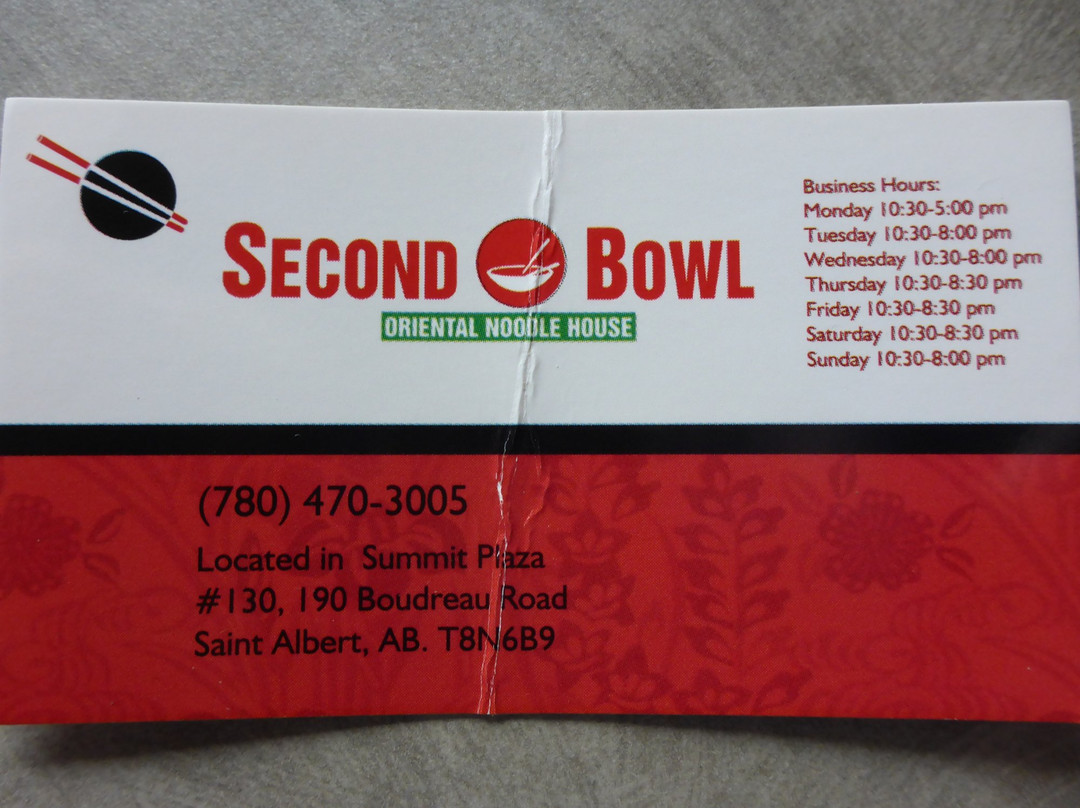 SECOND BOWL
ORIENTAL NOODLE HOUSE
Business Hours:
Monday 10:30-5:00 pm
Tuesday 10:30-8:00 pm
Wednesday 10:30-8:00 pm
Thursday 10:30-8:30 pm
Friday 10:30-8:30 pm
Saturday 10:30-8:30 pm
Sunday 10:30-8:00 pm
(780) 470-3005
Located in Summit Plaza
#130, 190 Boudreau Road
Saint Albert, AB. T8N6B9